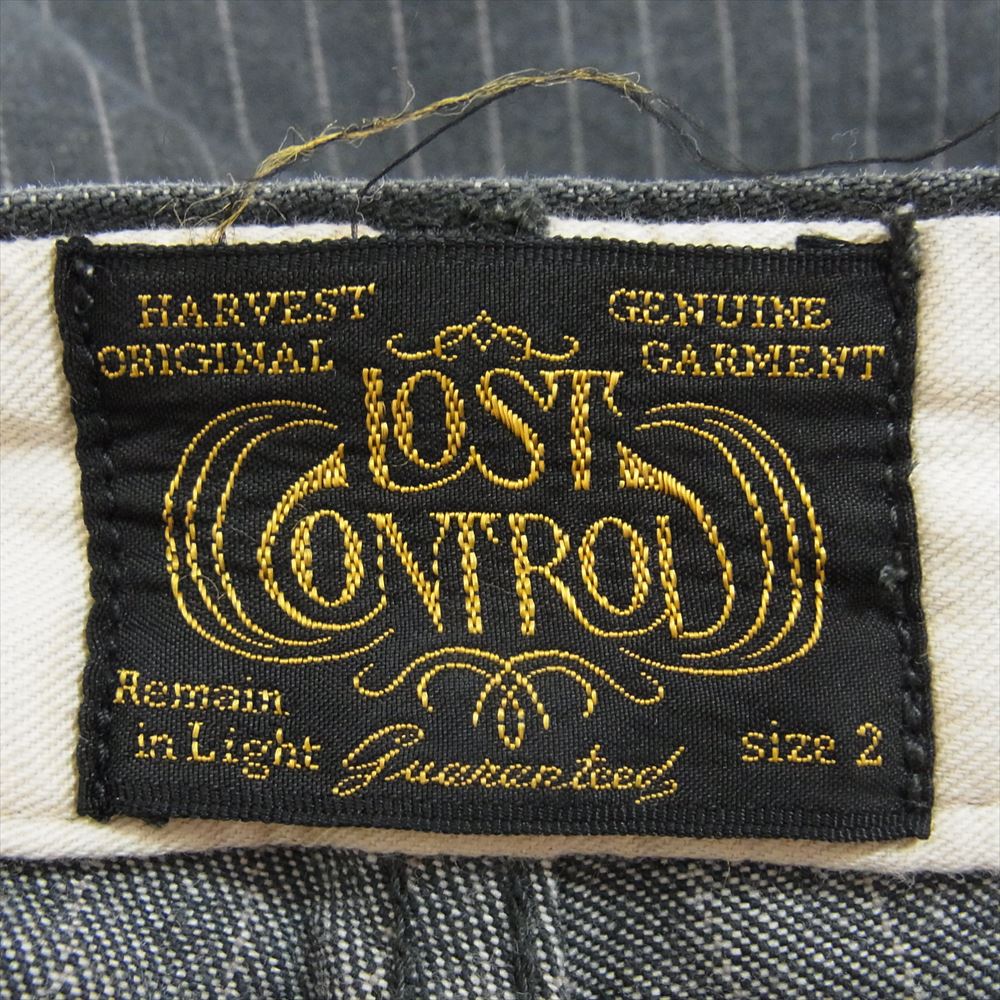 HARVEST
ORIGINAL
GENUINE
GARMENT
LOST
CONTROL
Remain
in Light
Guaranteed
size 2